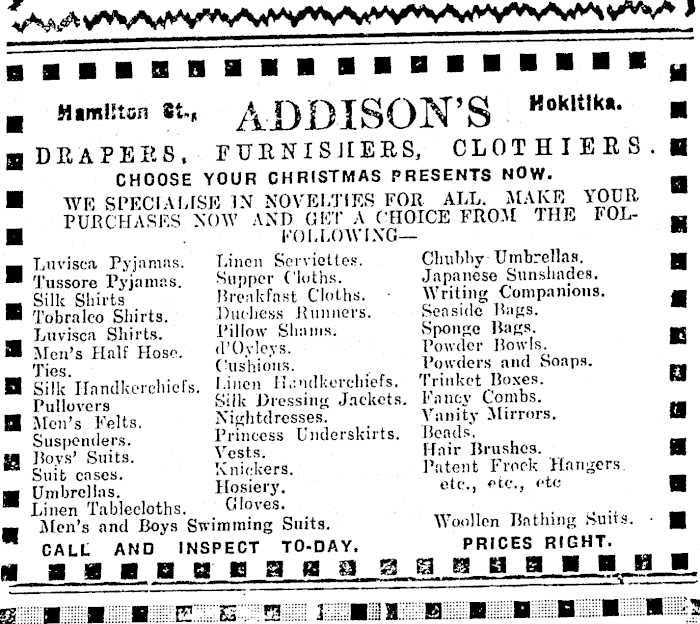 Hamilton St., ADDISON'S Hokitika.
DRAPERS, FURNISHERS, CLOTHIERS.
CHOOSE YOUR CHRISTMAS PRESENTS NOW.
WE SPECIALISE IN NOVELTIES FOR ALL. MAKE YOUR
PURCHASES NOW AND GET A CHOICE FROM THE FOL-
FOLLOWING—
Luvisca Pyjamas.
Tussore Pyjamas.
Silk Shirts
Tobralco Shirts.
Luvisca Shirts.
Men's Half Hose.
Ties.
Silk Handkerchiefs.
Pullovers
Men's Felts.
Suspenders.
Boys' Suits.
Suit cases.
Umbrellas.
Linen Tablecloths.
Linen Serviettes.
Supper Cloths.
Breakfast Cloths.
Duchess Runners.
Pillow Shams.
d'Oyleys.
Cushions.
Linen Handkerchiefs.
Silk Dressing Jackets.
Nightdresses.
Princess Underskirts.
Vests.
Knickers.
Hosiery.
Gloves.
Chubby Umbrellas.
Japanese Sunshades.
Writing Companions.
Seaside Bags.
Sponge Bags.
Powder Bowls.
Powders and Soaps.
Trinket Boxes.
Fancy Combs.
Vanity Mirrors.
Beads.
Hair Brushes.
Patent Frock Hangers
etc., etc., etc
Men's and Boys Swimming Suits. Woollen Bathing Suits.
CALL AND INSPECT TO-DAY. PRICES RIGHT.